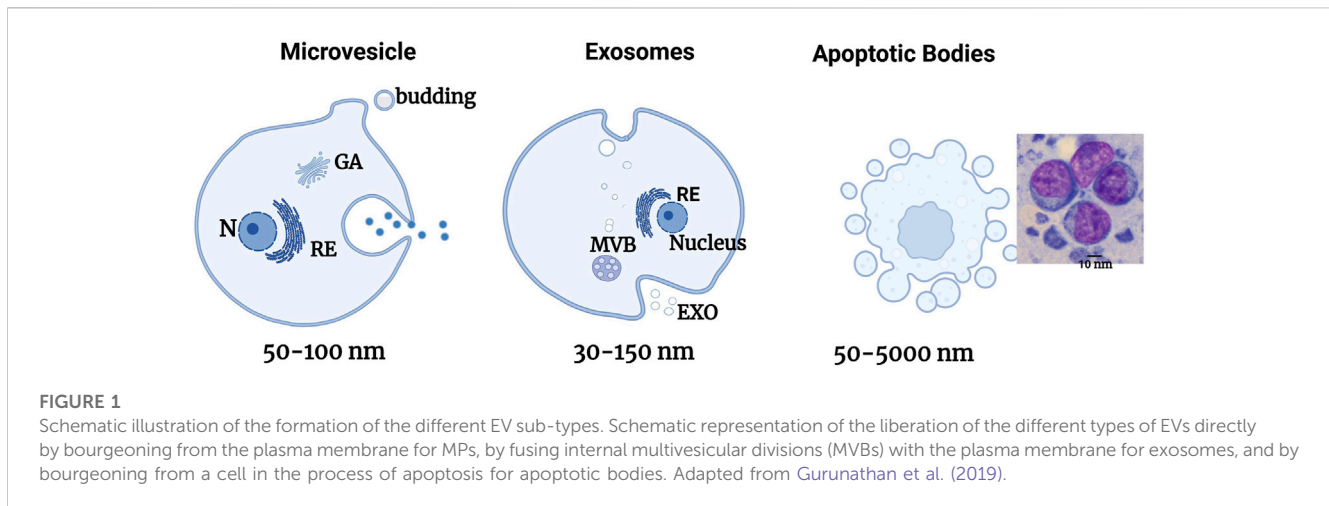 Microvesicle
Exosomes
Apoptotic Bodies
budding
GA
N
RE
RE
MVB
Nucleus
EXO
10 nm
50-100 nm
30-150 nm
50-5000 nm
FIGURE 1
Schematic illustration of the formation of the different EV sub-types. Schematic representation of the liberation of the different types of EVs directly
by bourgeoning from the plasma membrane for MPs, by fusing internal multivesicular divisions (MVBs) with the plasma membrane for exosomes, and by
bourgeoning from a cell in the process of apoptosis for apoptotic bodies. Adapted from Gurunathan et al. (2019).